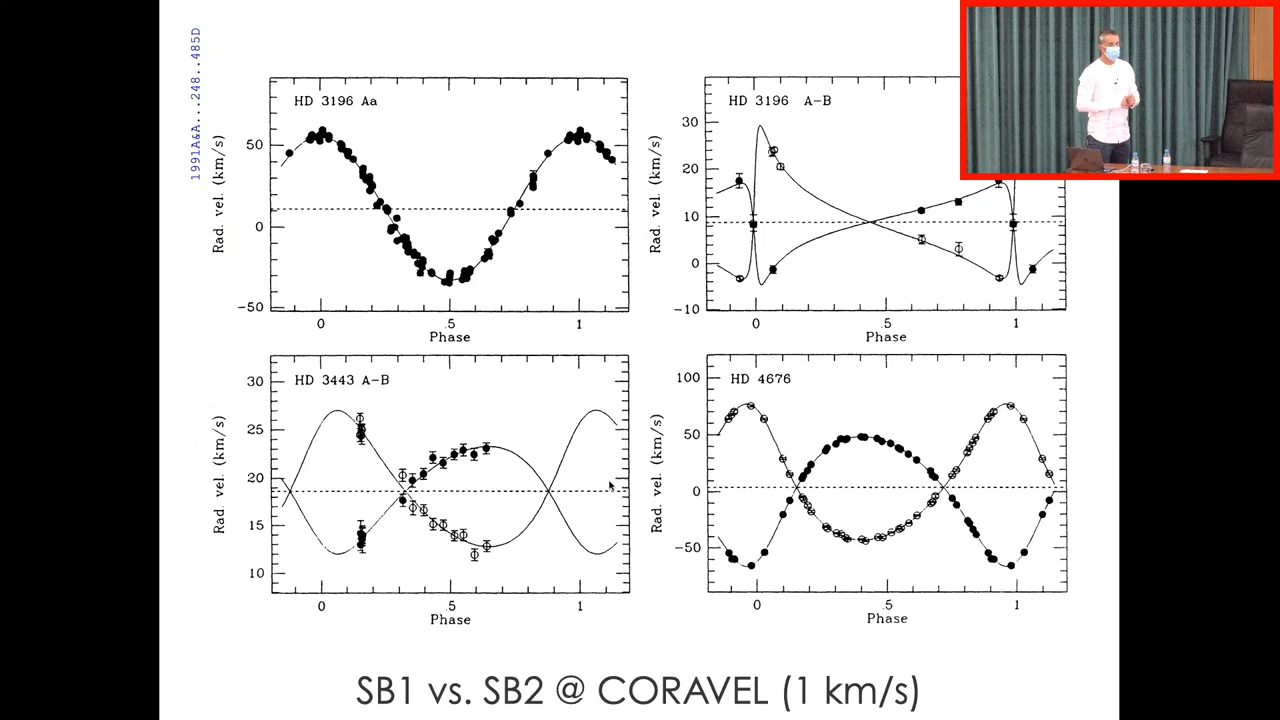 1991A&A...248..485D
HD 3196 Aa
Rad. vel. (km/s)
50
0
−50
0
.5
1
Phase
HD 3196 A-B
Rad. vel. (km/s)
30
20
10
0
−10
0
.5
1
Phase
HD 3443 A-B
Rad. vel. (km/s)
30
25
20
15
10
0
.5
1
Phase
HD 4676
Rad. vel. (km/s)
100
50
0
−50
0
.5
1
Phase
SB1 vs. SB2 @ CORAVEL (1 km/s)